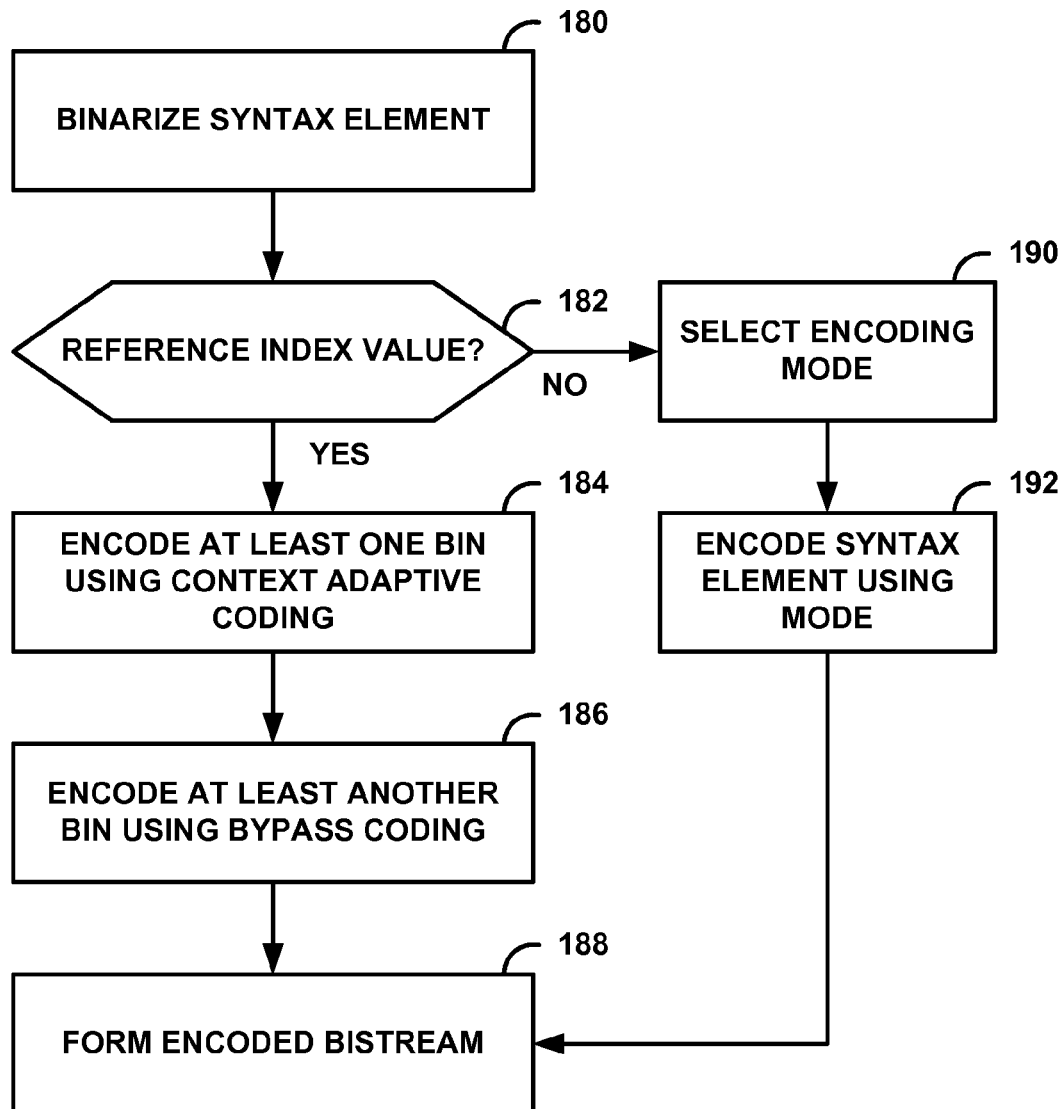 180
BINARIZE SYNTAX ELEMENT
182
REFERENCE INDEX VALUE?
NO
YES
190
SELECT ENCODING
MODE
184
ENCODE AT LEAST ONE BIN
USING CONTEXT ADAPTIVE
CODING
192
ENCODE SYNTAX
ELEMENT USING
MODE
186
ENCODE AT LEAST ANOTHER
BIN USING BYPASS CODING
188
FORM ENCODED BISTREAM